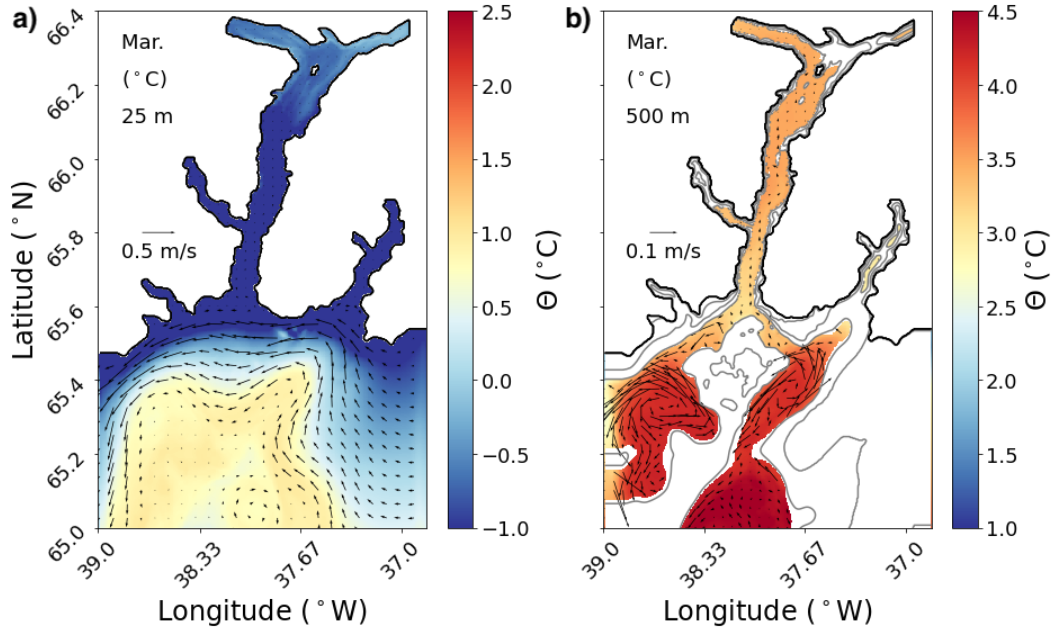 a)
Mar.
(°C)
25 m
0.5 m/s
66.4
66.2
66.0
65.8
65.6
65.4
65.2
65.0
Latitude (°N)
39.0
38.33
37.67
37.0
Longitude (°W)
2.5
2.0
1.5
1.0
0.5
0.0
−0.5
−1.0
Θ (°C)
b)
Mar.
(°C)
500 m
0.1 m/s
39.0
38.33
37.67
37.0
Longitude (°W)
4.5
4.0
3.5
3.0
2.5
2.0
1.5
1.0
Θ (°C)